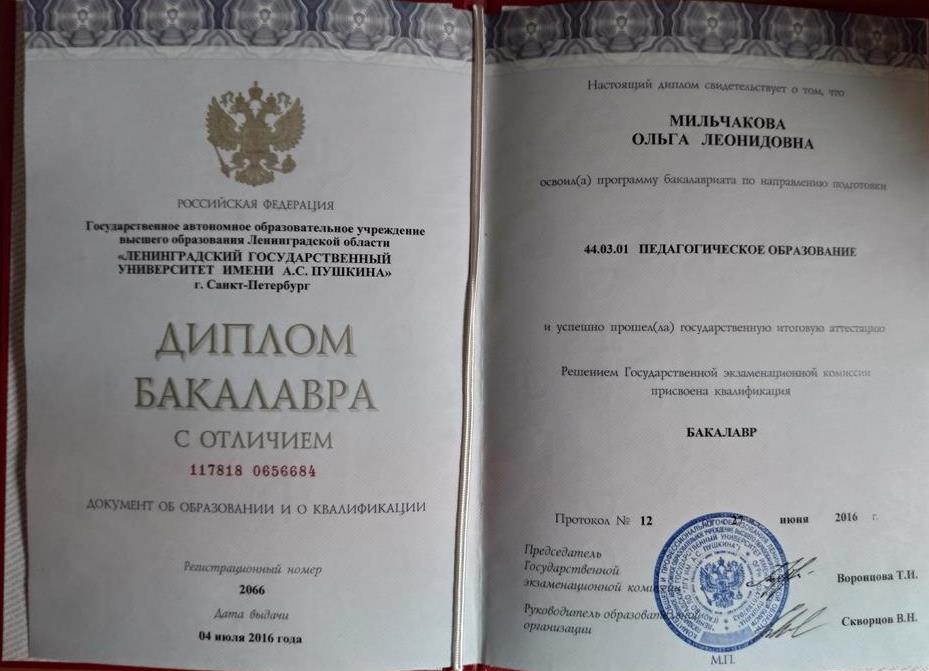 РОССИЙСКАЯ ФЕДЕРАЦИЯ
Государственное автономное образовательное учреждение
высшего образования Ленинградской области
«ЛЕНИНГРАДСКИЙ ГОСУДАРСТВЕННЫЙ
УНИВЕРСИТЕТ ИМЕНИ А.С. ПУШКИНА»
г. Санкт-Петербург
ДИПЛОМ
БАКАЛАВРА
С ОТЛИЧИЕМ
117818 0656684
ДОКУМЕНТ ОБ ОБРАЗОВАНИИ И О КВАЛИФИКАЦИИ
Регистрационный номер
2066
Дата выдачи
04 июля 2016 года
Настоящий диплом свидетельствует о том, что
МИЛЬЧАКОВА
ОЛЬГА ЛЕОНИДОВНА
освоил(а) программу бакалавриата по направлению подготовки
44.03.01 ПЕДАГОГИЧЕСКОЕ ОБРАЗОВАНИЕ
и успешно прошел(ла) государственную итоговую аттестацию
Решением Государственной экзаменационной комиссии
присвоена квалификация
БАКАЛАВР
Протокол № 12 июня 2016 г.
Председатель
Государственной
экзаменационной комиссии Воронцова Т.И.
Руководитель образовательной
организации Скворцов В.Н.
М.П.